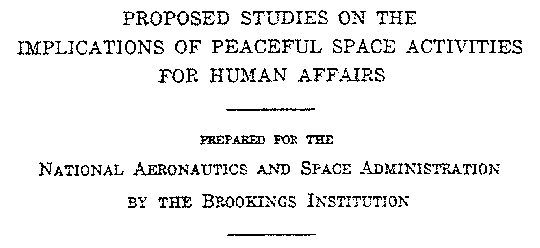 PROPOSED STUDIES ON THE
IMPLICATIONS OF PEACEFUL SPACE ACTIVITIES
FOR HUMAN AFFAIRS
PREPARED FOR THE
NATIONAL AERONAUTICS AND SPACE ADMINISTRATION
BY THE BROOKINGS INSTITUTION